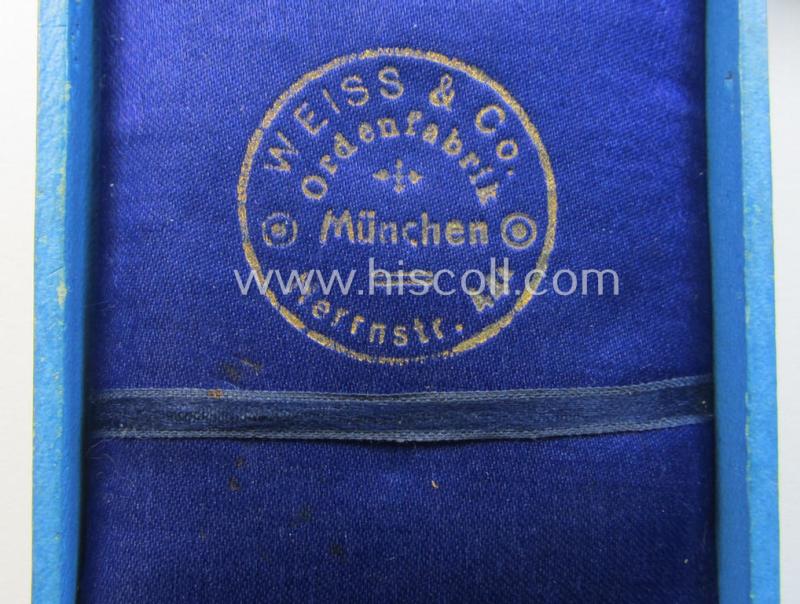 WEISS & Co.
Ordenfabrik
München
www.hiscoll.com
Herrnstr.